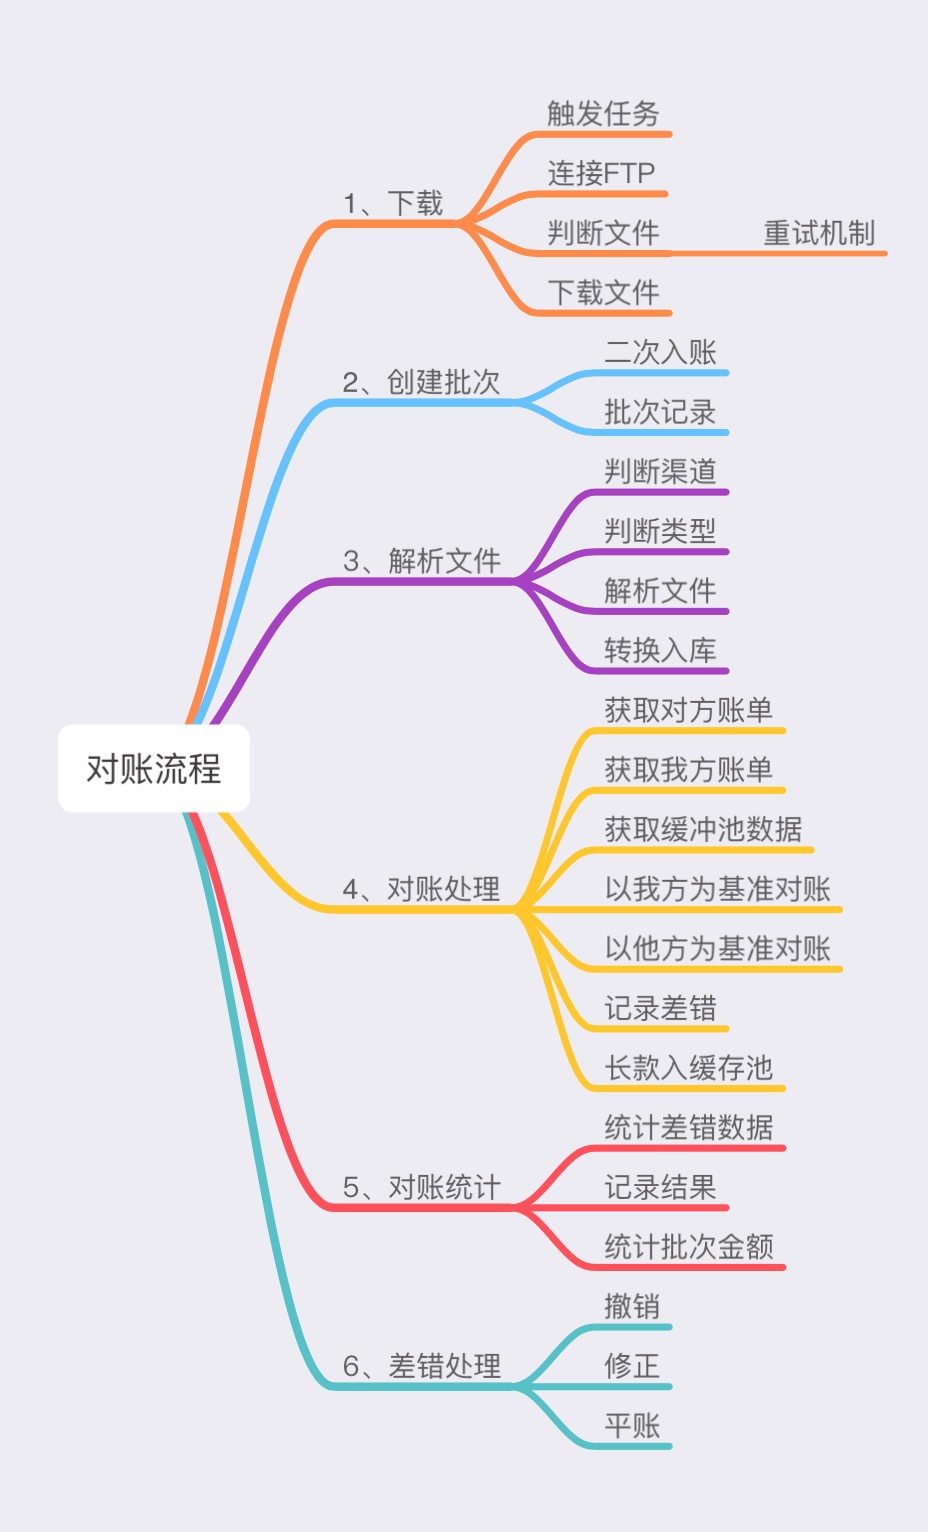 触发任务
连接FTP
1、下载
判断文件
重试机制
下载文件
二次入账
2、创建批次
批次记录
判断渠道
判断类型
3、解析文件
解析文件
转换入库
获取对方账单
对账流程
获取我方账单
获取缓冲池数据
4、对账处理
以我方为基准对账
以他方为基准对账
记录差错
长款入缓存池
统计差错数据
5、对账统计
记录结果
统计批次金额
撤销
6、差错处理
修正
平账